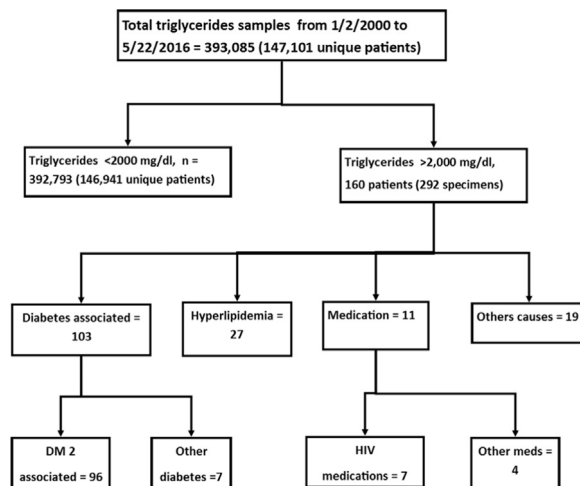 Total triglycerides samples from 1/2/2000 to
5/22/2016 = 393,085 (147,101 unique patients)
Triglycerides <2000 mg/dl, n =
392,793 (146,941 unique patients)
Triglycerides >2,000 mg/dl,
160 patients (292 specimens)
Diabetes associated =
103
Hyperlipidemia =
27
Medication = 11
Others causes = 19
DM 2
associated = 96
Other
diabetes =7
HIV
medications = 7
Other meds =
4